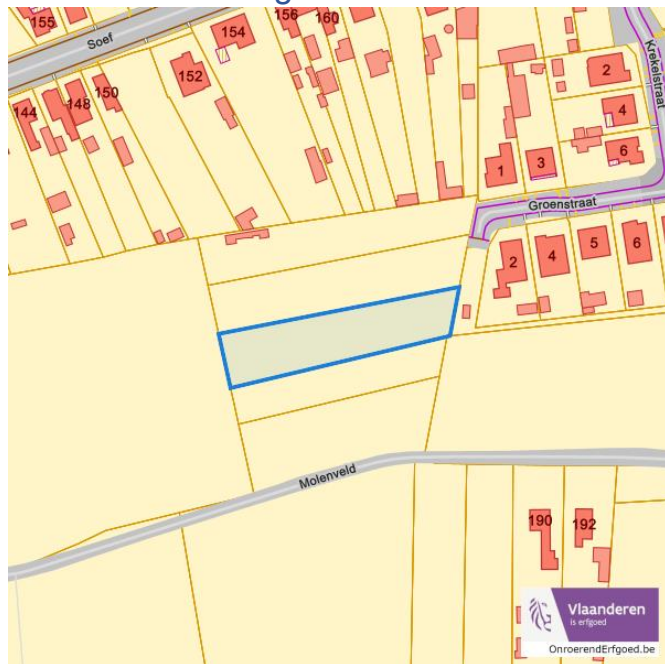 155
Soef
154
156
160
152
144
148
150
Krekelstraat
2
4
6
1
3
Groenstraat
2
4
5
6
Molenveld
190
192
Vlaanderen
is erfgoed
OnroerendErfgoed.be